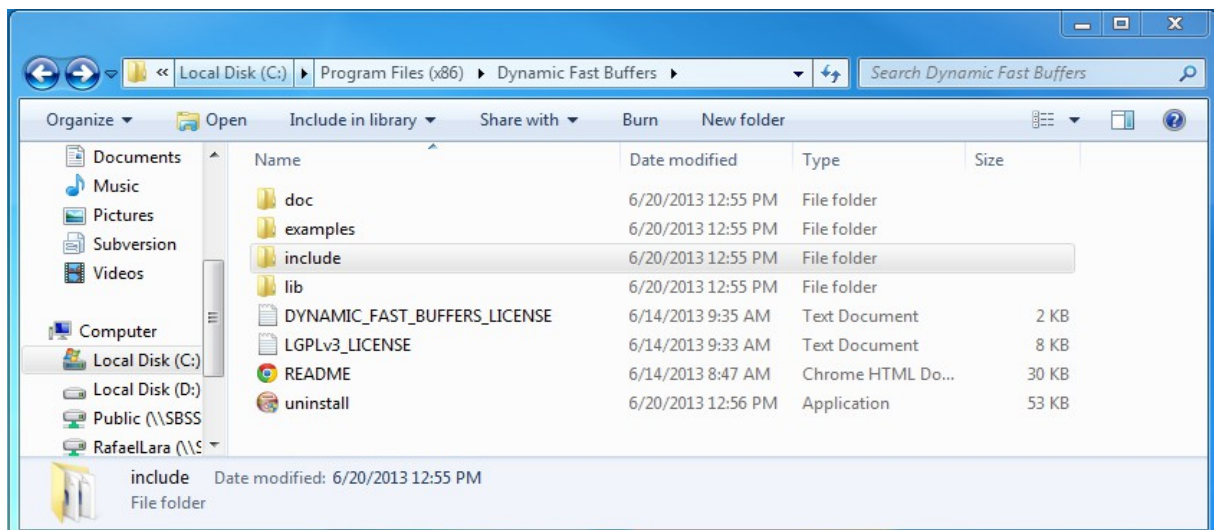 « Local Disk (C:) Program Files (x86) Dynamic Fast Buffers Search Dynamic Fast Buffers
Organize Open Include in library Share with Burn New folder
Documents
Music
Pictures
Subversion
Videos
Computer
Local Disk (C:)
Local Disk (D:)
Public (\\SBSS
RafaelLara (\\S
Name Date modified Type Size
doc 6/20/2013 12:55 PM File folder
examples 6/20/2013 12:55 PM File folder
include 6/20/2013 12:55 PM File folder
lib 6/20/2013 12:55 PM File folder
DYNAMIC_FAST_BUFFERS_LICENSE 6/14/2013 9:35 AM Text Document 2 KB
LGPLv3_LICENSE 6/14/2013 9:33 AM Text Document 8 KB
README 6/14/2013 8:47 AM Chrome HTML Do... 30 KB
uninstall 6/20/2013 12:56 PM Application 53 KB
include Date modified: 6/20/2013 12:55 PM
File folder